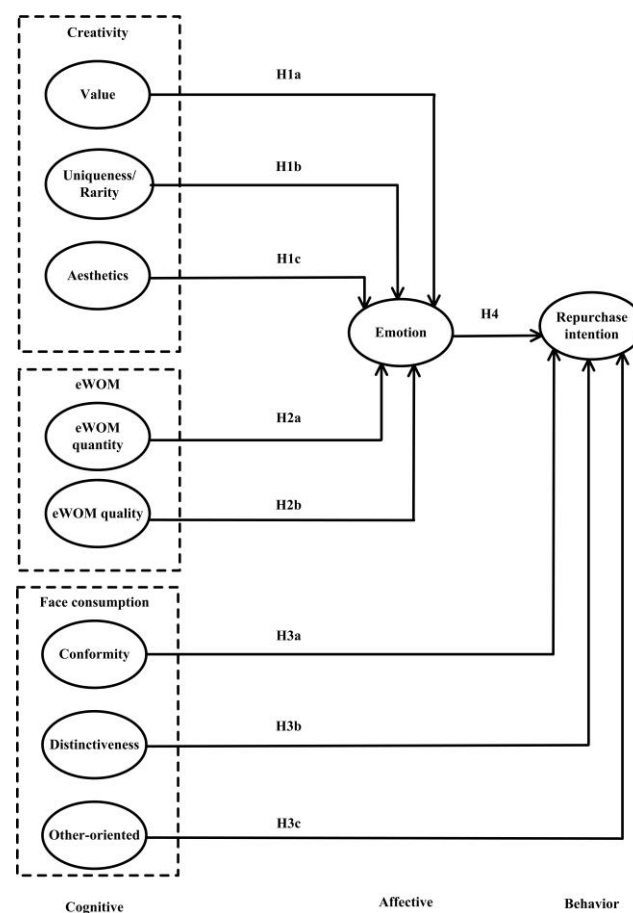 Creativity
Value
H1a
Uniqueness/
Rarity
H1b
Aesthetics
H1c
Emotion
H4
Repurchase
intention
eWOM
eWOM
quantity
H2a
eWOM quality
H2b
Face consumption
Conformity
H3a
Distinctiveness
H3b
Other-oriented
H3c
Cognitive
Affective
Behavior